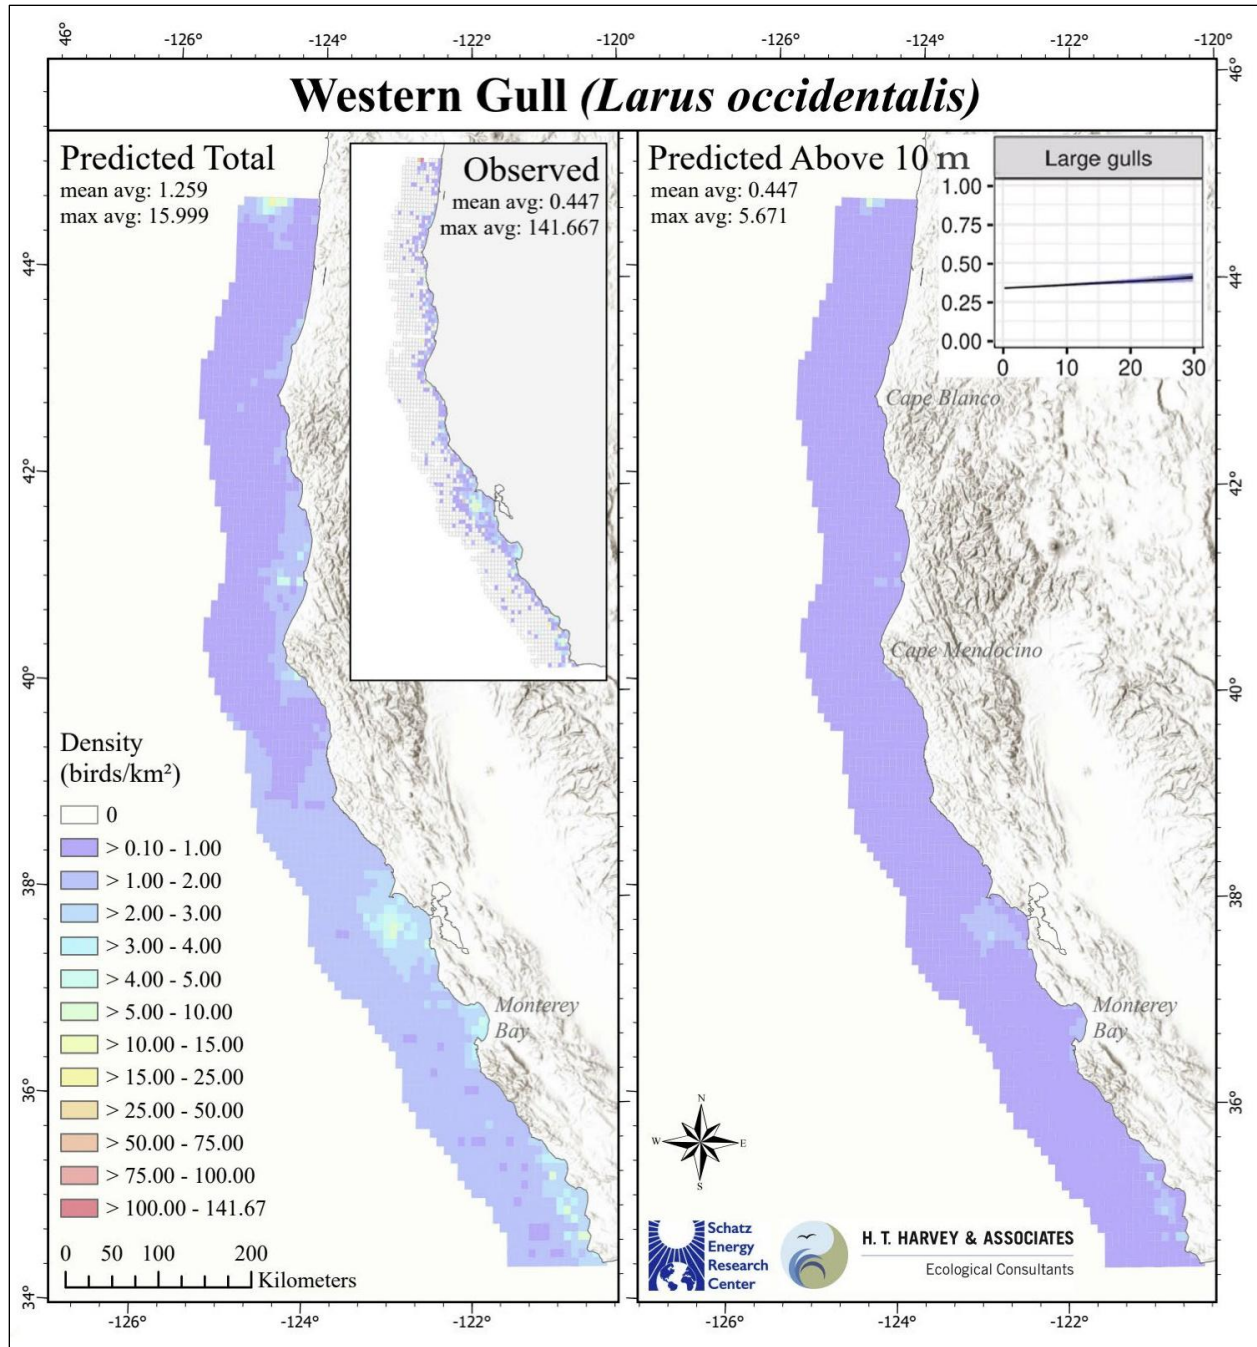 46°
-126°
-124°
-122°
-120°
-126°
-124°
-122°
-120°
46°
Western Gull (Larus occidentalis)
Predicted Total
mean avg: 1.259
max avg: 15.999
Observed
mean avg: 0.447
max avg: 141.667
Predicted Above 10 m
mean avg: 0.447
max avg: 5.671
Large gulls
1.00
0.75
0.50
0.25
0.00
0
10
20
30
44°
42°
40°
38°
36°
34°
44°
42°
40°
38°
36°
Cape Blanco
Cape Mendocino
Monterey
Bay
Monterey
Bay
Density
(birds/km²)
0
> 0.10 - 1.00
> 1.00 - 2.00
> 2.00 - 3.00
> 3.00 - 4.00
> 4.00 - 5.00
> 5.00 - 10.00
> 10.00 - 15.00
> 15.00 - 25.00
> 25.00 - 50.00
> 50.00 - 75.00
> 75.00 - 100.00
> 100.00 - 141.67
0 50 100 200
Kilometers
N
W
E
S
Schatz
Energy
Research
Center
H. T. HARVEY & ASSOCIATES
Ecological Consultants
-126°
-124°
-122°
-126°
-124°
-122°